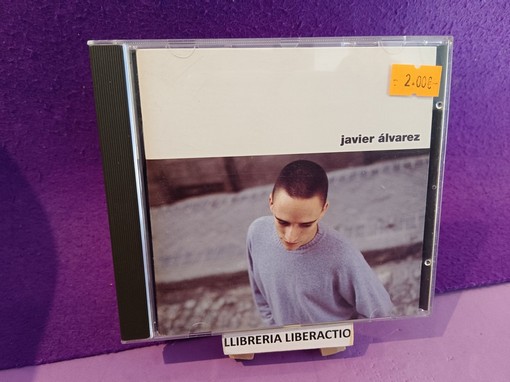 2.00€
javier álvarez
LLIBRERIA LIBERACTIO